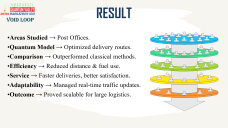 RESULT
VOID LOOP
•Areas Studied → Post Offices.
•Quantum Model → Optimized delivery routes.
•Comparison → Outperformed classical methods.
•Efficiency → Reduced distance & fuel use.
•Service → Faster deliveries, better satisfaction.
•Adaptability → Managed real-time traffic updates.
•Outcome → Proved scalable for large logistics.